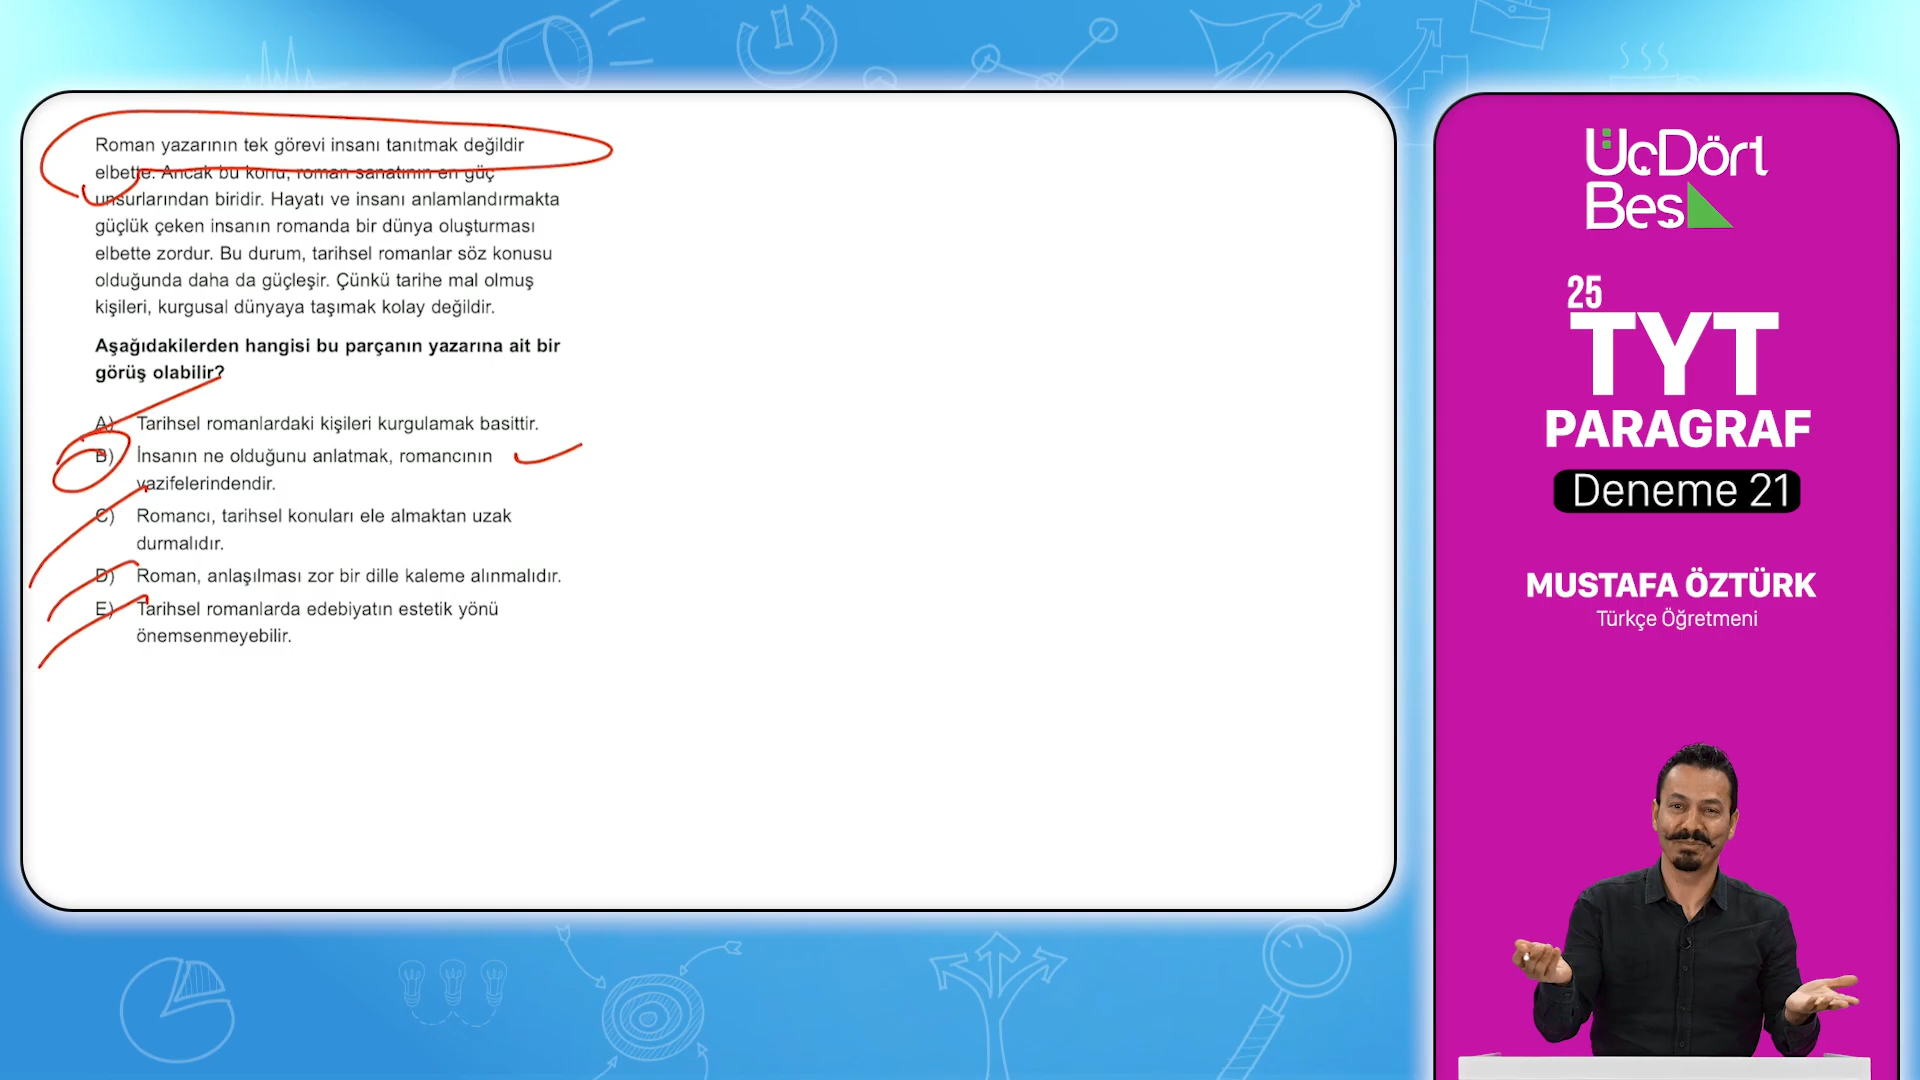 Roman yazarının tek görevi insanı tanıtmak değildir
elbette. Ancak bu konu, roman sanatının en güç
unsurlarından biridir. Hayatı ve insanı anlamlandırmakta
güçlük çeken insanın romanda bir dünya oluşturması
elbette zordur. Bu durum, tarihsel romanlar söz konusu
olduğunda daha da güçleşir. Çünkü tarihe mal olmuş
kişileri, kurgusal dünyaya taşımak kolay değildir.
Aşağıdakilerden hangisi bu parçanın yazarına ait bir
görüş olabilir?
A) Tarihsel romanlardaki kişileri kurgulamak basittir.
B) İnsanın ne olduğunu anlatmak, romancının
vazifelerindendir.
C) Romancı, tarihsel konuları ele almaktan uzak
durmalıdır.
D) Roman, anlaşılması zor bir dille kaleme alınmalıdır.
E) Tarihsel romanlarda edebiyatın estetik yönü
önemsenmeyebilir.
ÜçDört
Beş
25
TYT
PARAGRAF
Deneme 21
MUSTAFA ÖZTÜRK
Türkçe Öğretmeni